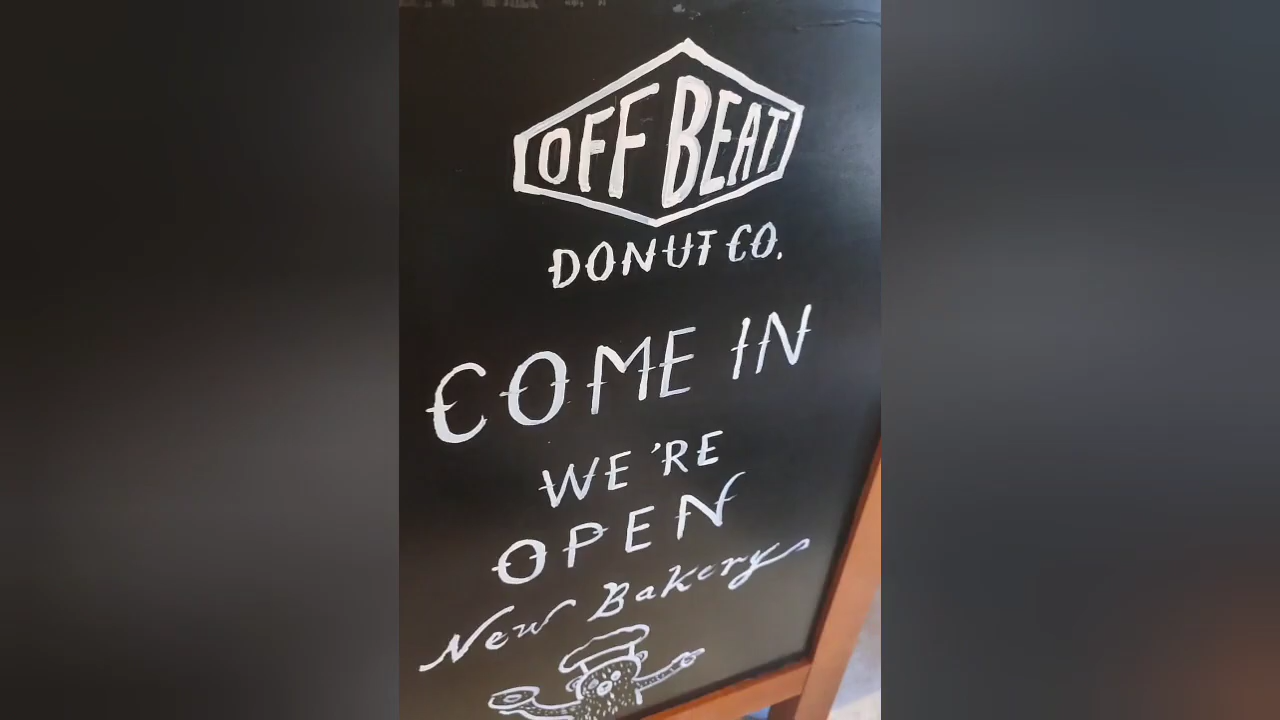 OFF BEAT
DONUT CO.
COME IN
WE'RE
OPEN
New Bakery